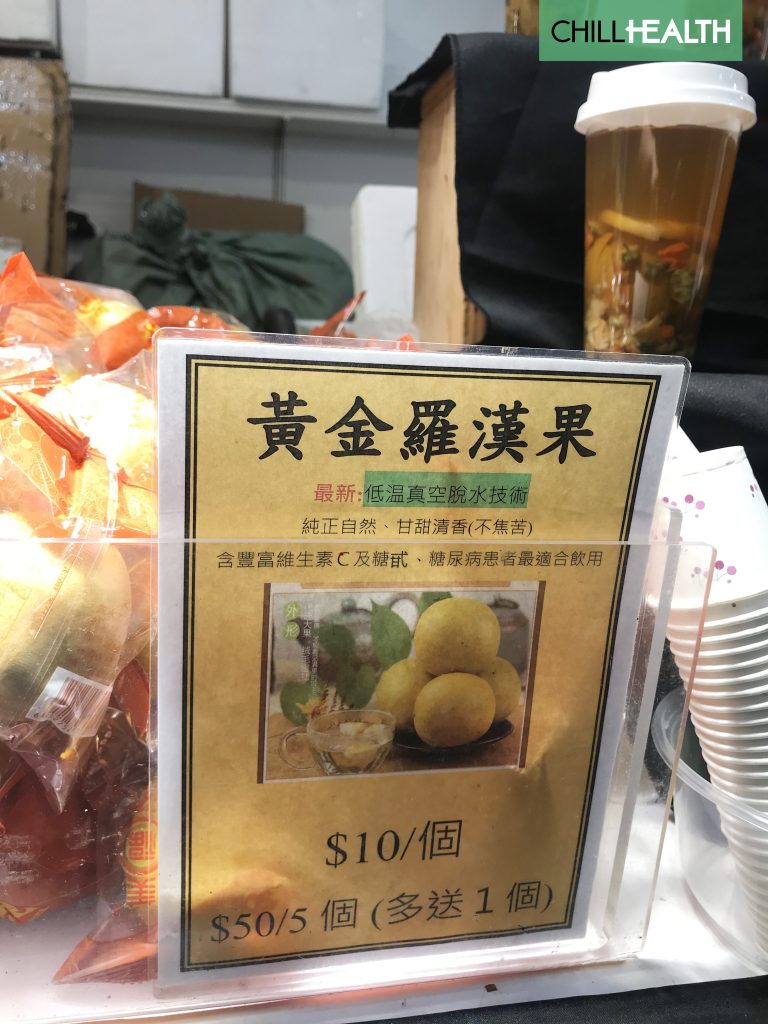 CHILLHEALTH
黃金羅漢果
最新:低温真空脫水技術
純正自然、甘甜清香(不焦苦)
含豐富維生素C及糖甙、糖尿病患者最適合飲用
外形
$10/個
$50/5個(多送1個)